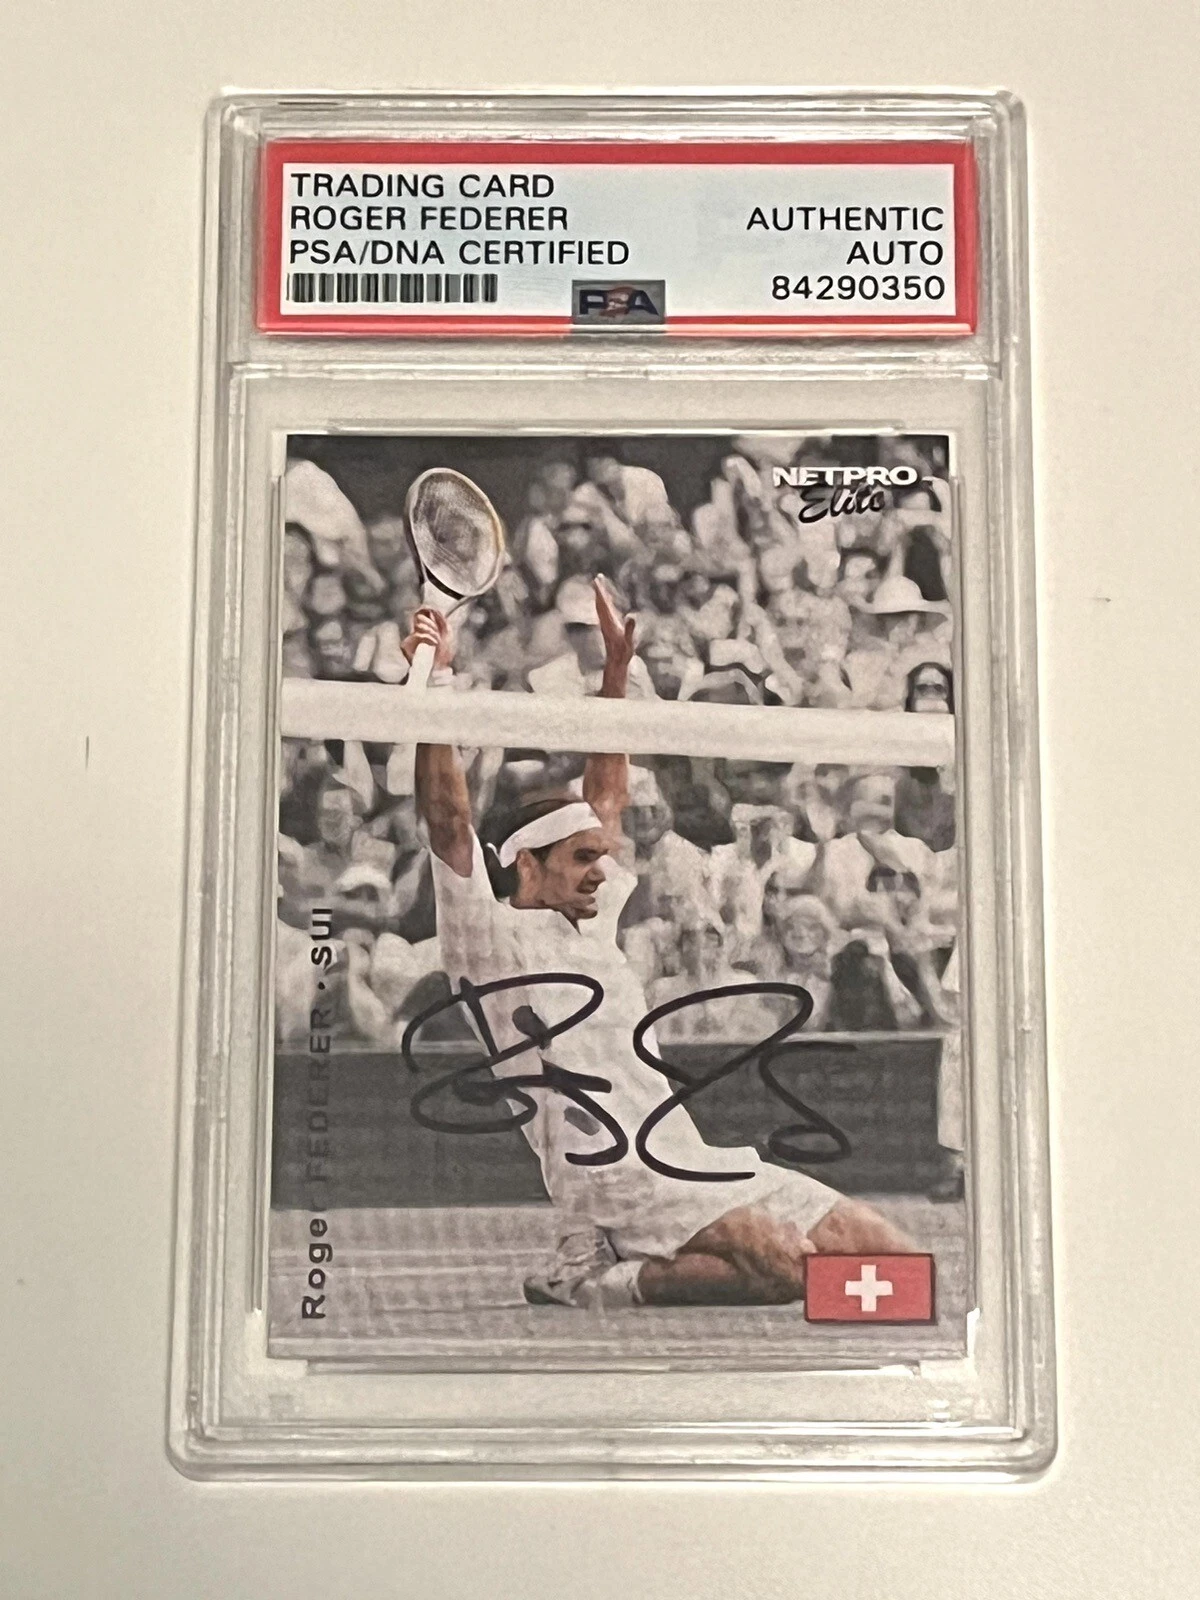 TRADING CARD
ROGER FEDERER
PSA/DNA CERTIFIED
AUTHENTIC
AUTO
84290350
PSA
NETPRO
Elite
Roger FEDERER • SUI